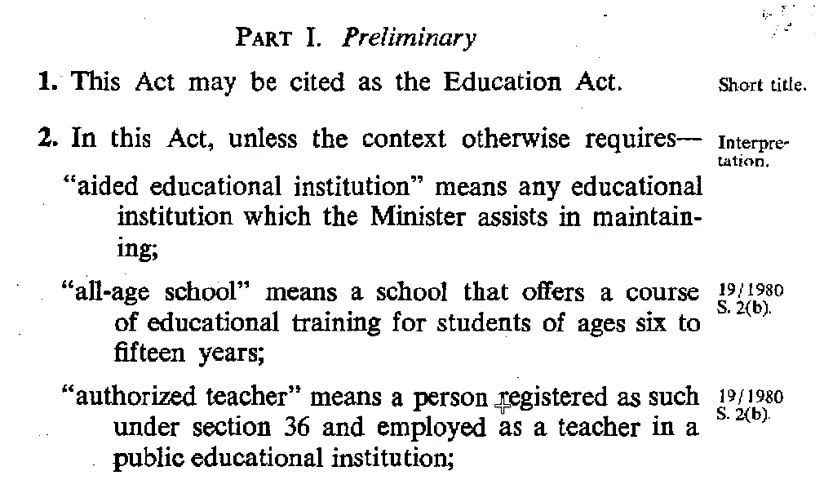 PART I. Preliminary
1. This Act may be cited as the Education Act.
Short title.
2. In this Act, unless the context otherwise requires—
Interpre-
tation.
“aided educational institution” means any educational
institution which the Minister assists in maintain-
ing;
“all-age school” means a school that offers a course
19/1980
S. 2(b).
of educational training for students of ages six to
fifteen years;
“authorized teacher” means a person registered as such
19/1980
S. 2(b).
under section 36 and employed as a teacher in a
public educational institution;